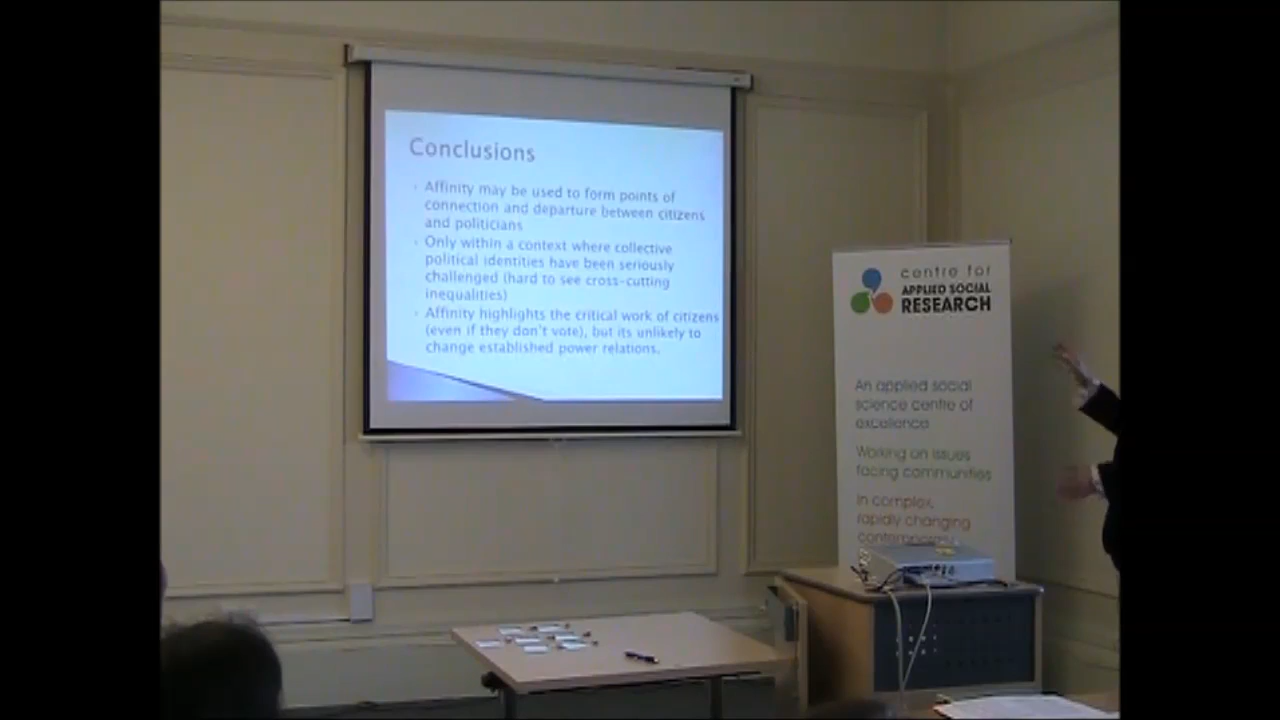 Conclusions
Affinity may be used to form points of
connection and departure between citizens
and politicians
Only within a context where collective
political identities have been seriously
challenged (hard to see cross-cutting
inequalities)
Affinity highlights the critical work of citizens
(even if they don't vote), but its unlikely to
change established power relations.
centre for
APPLIED SOCIAL
RESEARCH
An applied social
science centre of
excellence
Working on issues
facing communities
In complex,
rapidly changing
contemporary